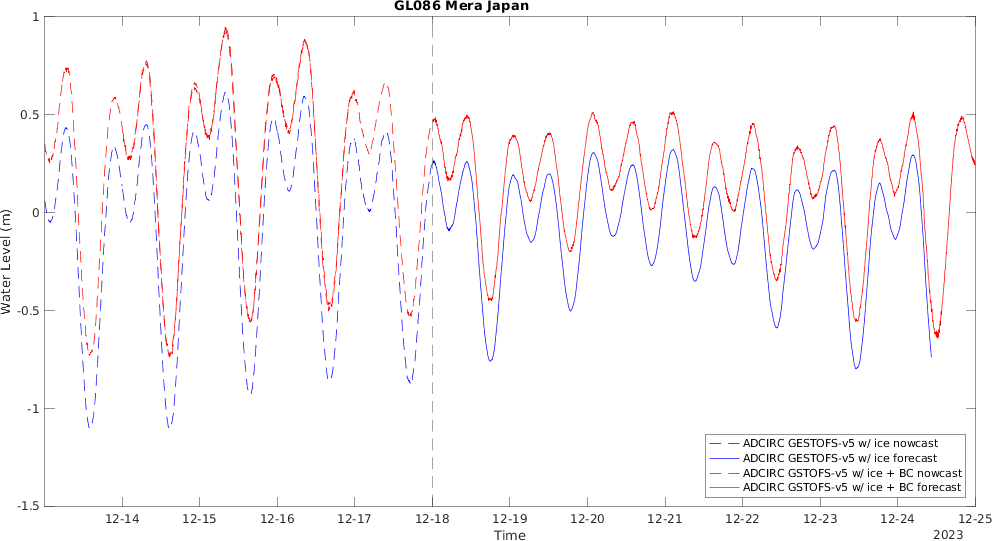 GL086 Mera Japan
1
0.5
0
-0.5
-1
-1.5
Water Level (m)
12-14 12-15 12-16 12-17 12-18 12-19 12-20 12-21 12-22 12-23 12-24 12-25
Time
2023
ADCIRC GESTOFS-v5 w/ ice nowcast
ADCIRC GESTOFS-v5 w/ ice forecast
ADCIRC GSTOFS-v5 w/ ice + BC nowcast
ADCIRC GSTOFS-v5 w/ ice + BC forecast